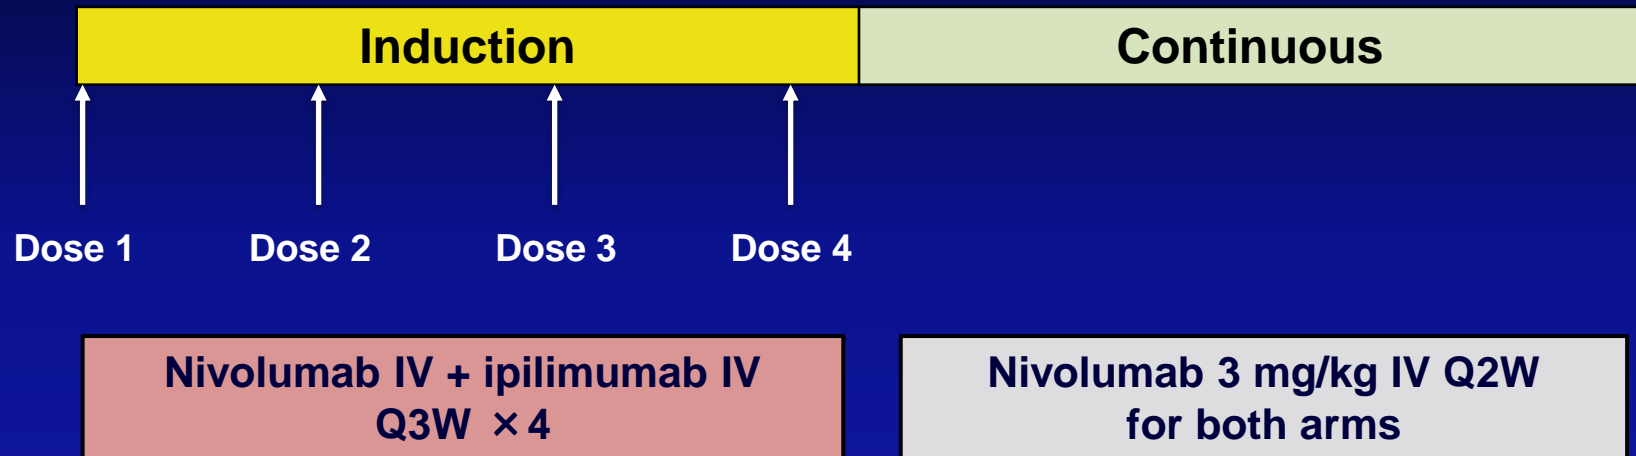 Induction
Continuous
Dose 1
Dose 2
Dose 3
Dose 4
Nivolumab IV + ipilimumab IV
Q3W × 4
Nivolumab 3 mg/kg IV Q2W
for both arms